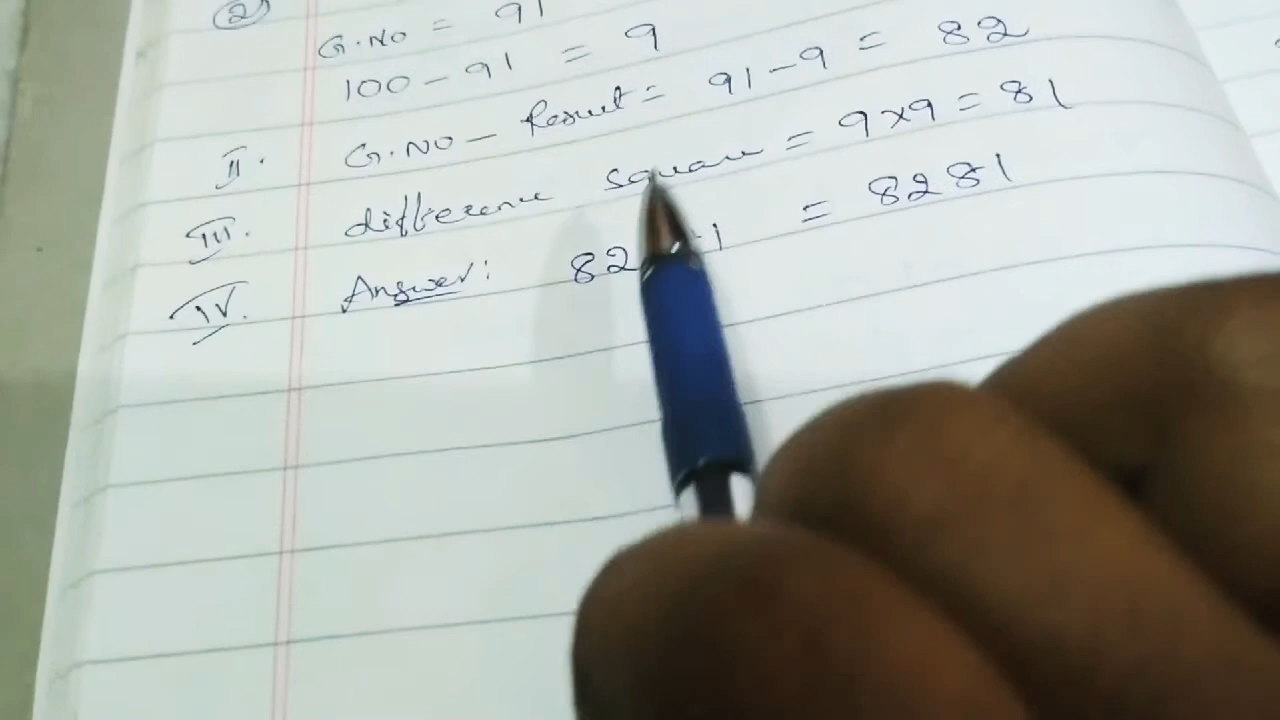 2
G.No = 91
100 - 91 = 9
II. G.NO - Result = 91 - 9 = 82
III. difference square = 9x9 = 81
IV. Answer: 82 1 = 8281